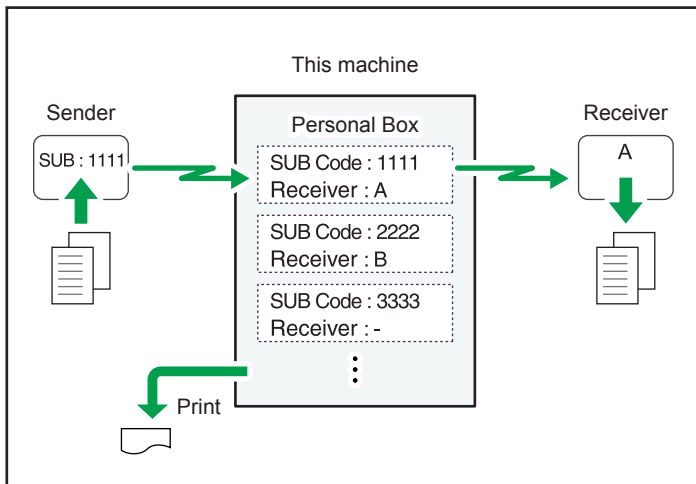 This machine
Sender
Receiver
Personal Box
SUB : 1111
SUB Code : 1111
Receiver : A
A
SUB Code : 2222
Receiver : B
SUB Code : 3333
Receiver : -
Print